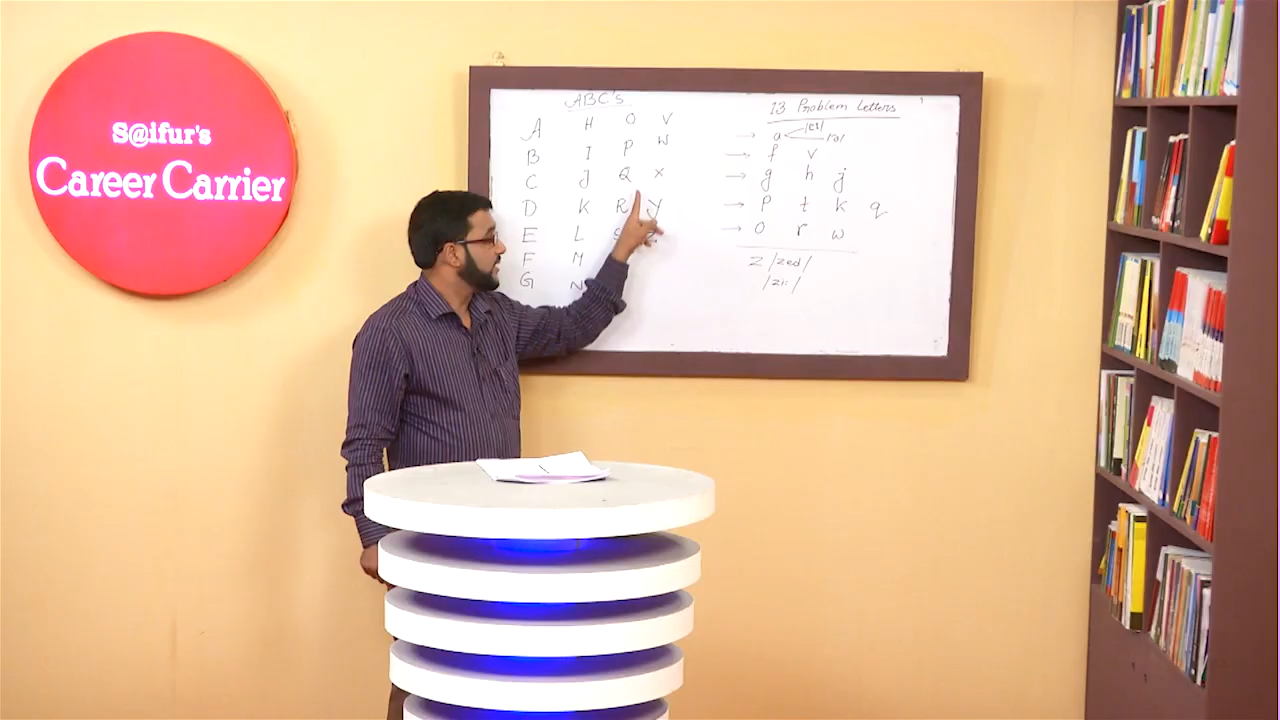 S@ifur's
Career Carrier
ABC's
A H O V
B I P W
C J Q X
D K R y
E L
F M
G N
13 Problem Letters
→ a /eɪ/ /ə/
→ f v
→ g h j
→ P t k q
→ o r w
Z /zed/
/zi:/